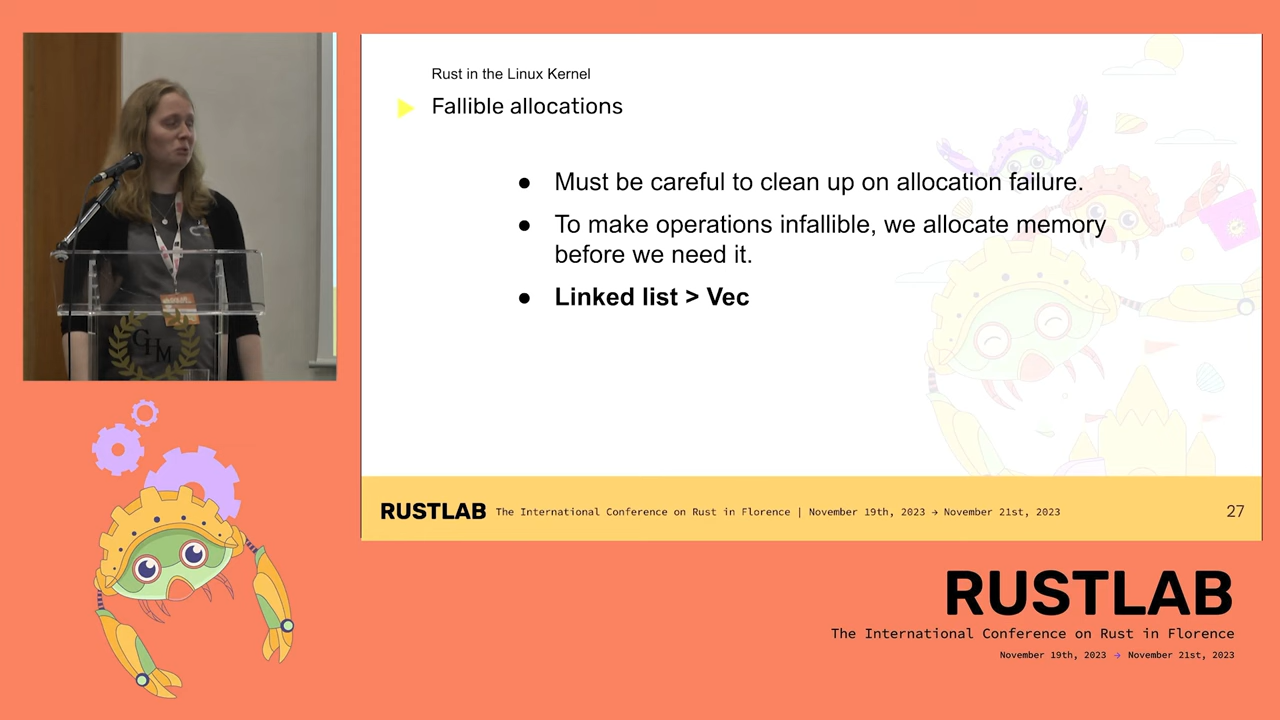 Rust in the Linux Kernel
Fallible allocations
● Must be careful to clean up on allocation failure.
● To make operations infallible, we allocate memory
before we need it.
● Linked list > Vec
RUSTLAB The International Conference on Rust in Florence | November 19th, 2023 → November 21st, 2023 27
GHM
RUSTLAB
The International Conference on Rust in Florence
November 19th, 2023 → November 21st, 2023